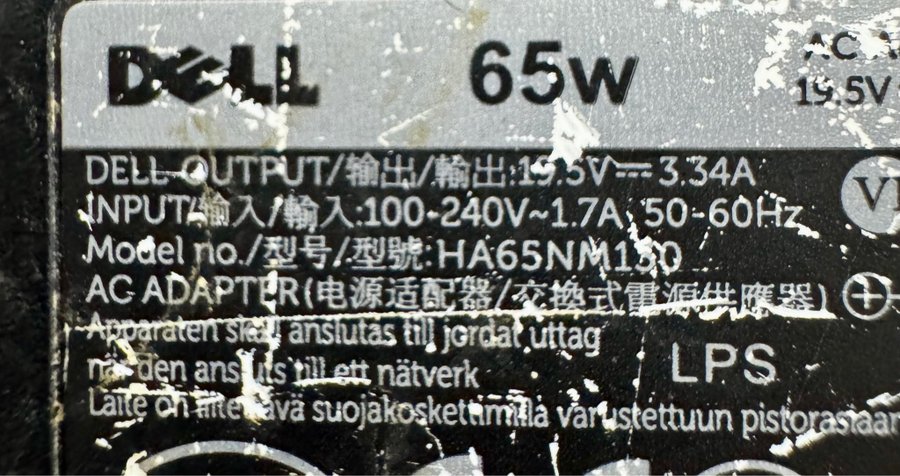 DELL 65W AC
19.5V
DELL OUTPUT/输出/輸出:19.5V⎓3.34A
INPUT/输入/輸入:100-240V~1.7A, 50-60Hz
Model no./型号/型號: HA65NM130
AC ADAPTER(电源适配器/交換式電源供應器)
Apparaten skall anslutas till jordat uttag
när den ansluts till ett nätverk
LPS
Laite on liitettävä suojakoskettimilla varustettuun pistorasiaan